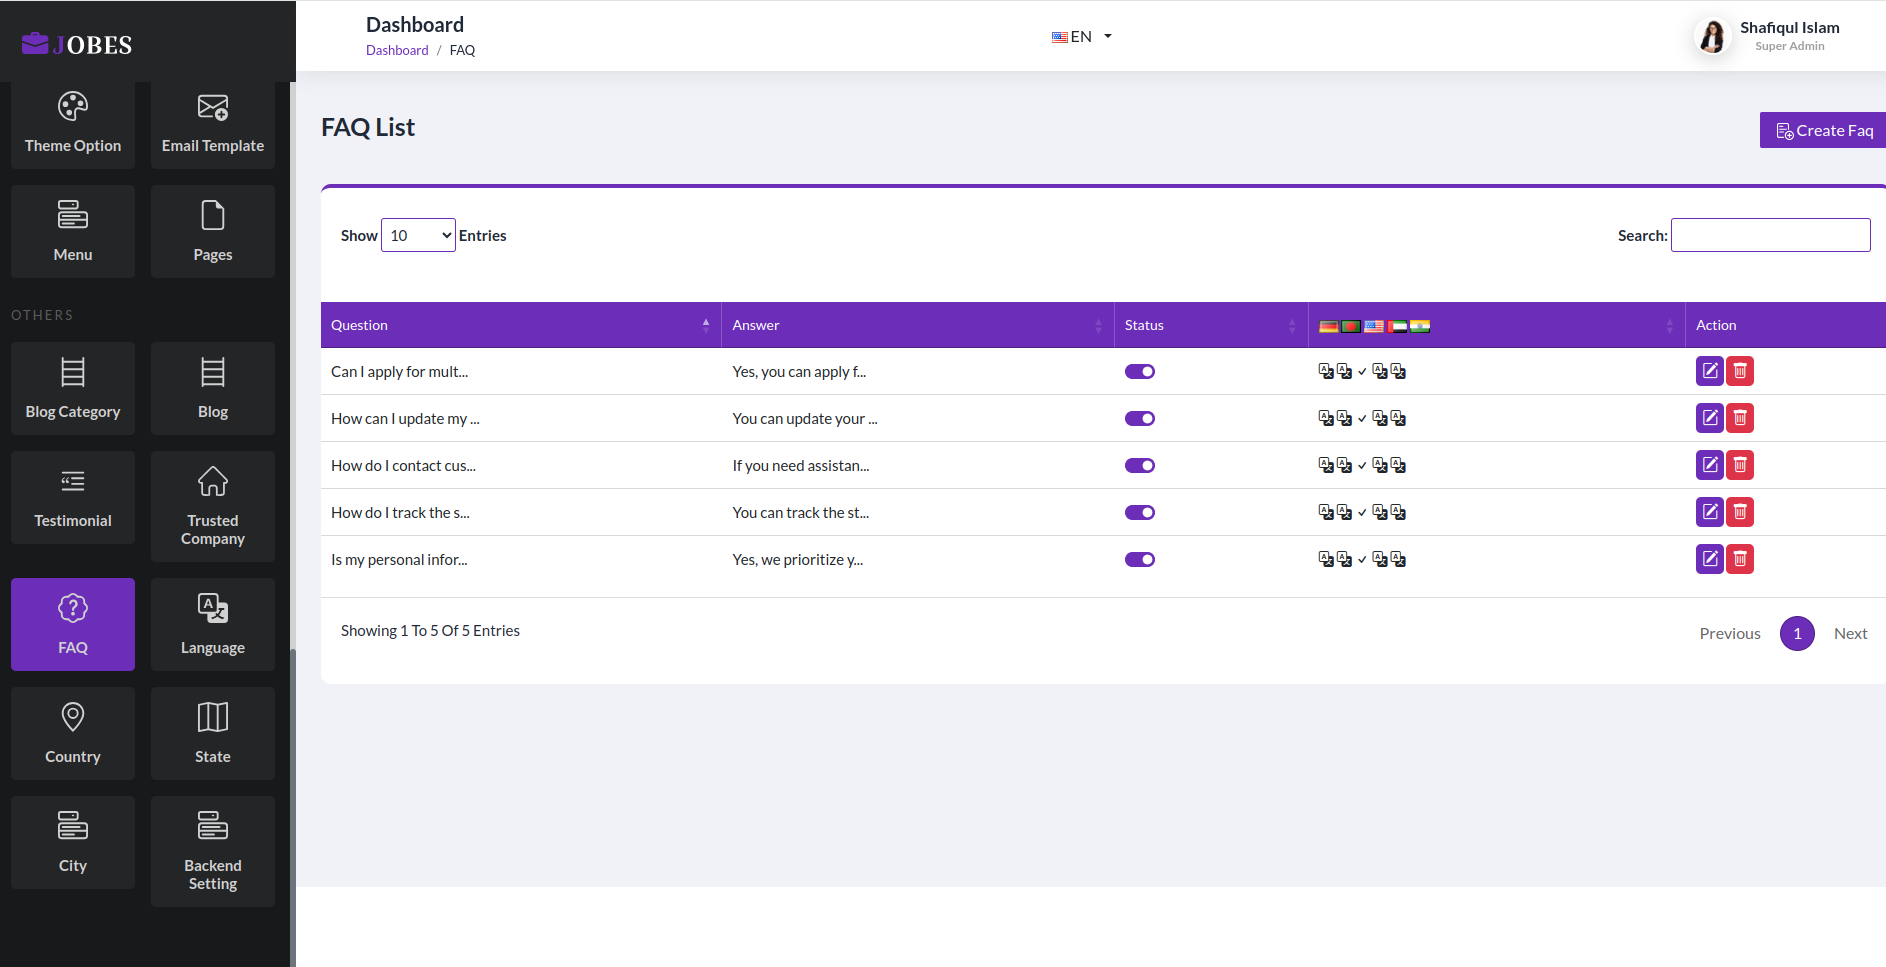 JOBES
Dashboard
Dashboard / FAQ
EN
Shafiqul Islam
Super Admin
Theme Option
Email Template
Menu
Pages
OTHERS
Blog Category
Blog
Testimonial
Trusted
Company
FAQ
Language
Country
State
City
Backend
Setting
FAQ List
Create Faq
Show 10 Entries
Search:
Question Answer Status Action
Can I apply for mult... Yes, you can apply f...
How can I update my ... You can update your ...
How do I contact cus... If you need assistan...
How do I track the s... You can track the st...
Is my personal infor... Yes, we prioritize y...
Showing 1 To 5 Of 5 Entries
Previous 1 Next